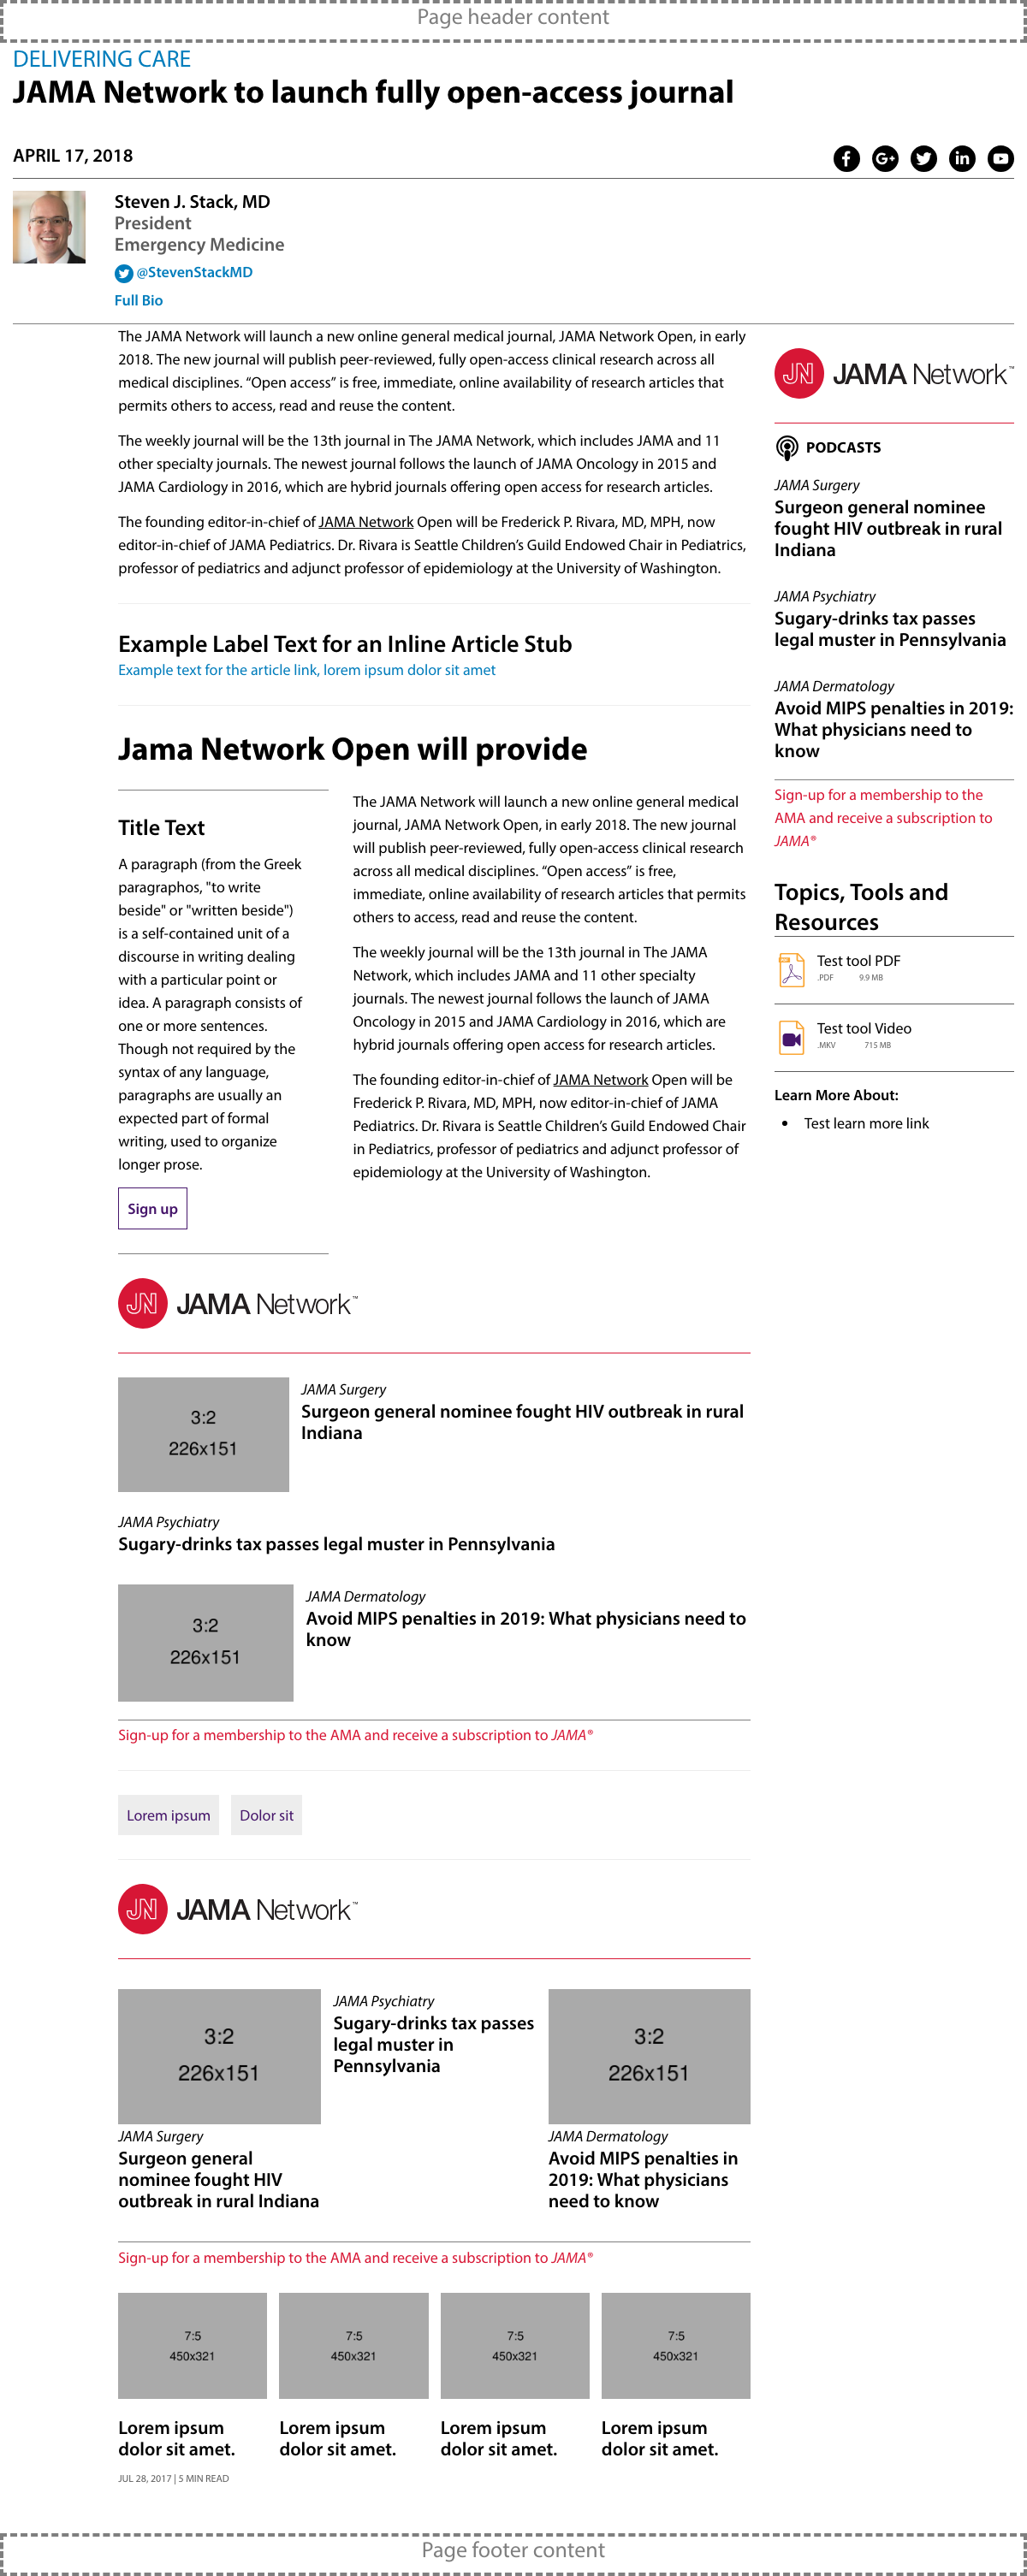 Page header content
DELIVERING CARE
JAMA Network to launch fully open-access journal
APRIL 17, 2018
Steven J. Stack, MD
President
Emergency Medicine
@StevenStackMD
Full Bio
The JAMA Network will launch a new online general medical journal, JAMA Network Open, in early
2018. The new journal will publish peer-reviewed, fully open-access clinical research across all
medical disciplines. “Open access” is free, immediate, online availability of research articles that
permits others to access, read and reuse the content.
The weekly journal will be the 13th journal in The JAMA Network, which includes JAMA and 11
other specialty journals. The newest journal follows the launch of JAMA Oncology in 2015 and
JAMA Cardiology in 2016, which are hybrid journals offering open access for research articles.
The founding editor-in-chief of JAMA Network Open will be Frederick P. Rivara, MD, MPH, now
editor-in-chief of JAMA Pediatrics. Dr. Rivara is Seattle Children’s Guild Endowed Chair in Pediatrics,
professor of pediatrics and adjunct professor of epidemiology at the University of Washington.
Example Label Text for an Inline Article Stub
Example text for the article link, lorem ipsum dolor sit amet
Jama Network Open will provide
Title Text
A paragraph (from the Greek
paragraphos, "to write
beside" or "written beside")
is a self-contained unit of a
discourse in writing dealing
with a particular point or
idea. A paragraph consists of
one or more sentences.
Though not required by the
syntax of any language,
paragraphs are usually an
expected part of formal
writing, used to organize
longer prose.
Sign up
The JAMA Network will launch a new online general medical
journal, JAMA Network Open, in early 2018. The new journal
will publish peer-reviewed, fully open-access clinical research
across all medical disciplines. “Open access” is free,
immediate, online availability of research articles that permits
others to access, read and reuse the content.
The weekly journal will be the 13th journal in The JAMA
Network, which includes JAMA and 11 other specialty
journals. The newest journal follows the launch of JAMA
Oncology in 2015 and JAMA Cardiology in 2016, which are
hybrid journals offering open access for research articles.
The founding editor-in-chief of JAMA Network Open will be
Frederick P. Rivara, MD, MPH, now editor-in-chief of JAMA
Pediatrics. Dr. Rivara is Seattle Children’s Guild Endowed Chair
in Pediatrics, professor of pediatrics and adjunct professor of
epidemiology at the University of Washington.
JN JAMA Network™
3:2
226x151
JAMA Surgery
Surgeon general nominee fought HIV outbreak in rural
Indiana
JAMA Psychiatry
Sugary-drinks tax passes legal muster in Pennsylvania
3:2
226x151
JAMA Dermatology
Avoid MIPS penalties in 2019: What physicians need to
know
Sign-up for a membership to the AMA and receive a subscription to JAMA®
Lorem ipsum
Dolor sit
JN JAMA Network™
3:2
226x151
JAMA Surgery
Surgeon general
nominee fought HIV
outbreak in rural Indiana
JAMA Psychiatry
Sugary-drinks tax passes
legal muster in
Pennsylvania
3:2
226x151
JAMA Dermatology
Avoid MIPS penalties in
2019: What physicians
need to know
Sign-up for a membership to the AMA and receive a subscription to JAMA®
7:5
450x321
Lorem ipsum
dolor sit amet.
JUL 28, 2017 | 5 MIN READ
7:5
450x321
Lorem ipsum
dolor sit amet.
7:5
450x321
Lorem ipsum
dolor sit amet.
7:5
450x321
Lorem ipsum
dolor sit amet.
JN JAMA Network™
PODCASTS
JAMA Surgery
Surgeon general nominee
fought HIV outbreak in rural
Indiana
JAMA Psychiatry
Sugary-drinks tax passes
legal muster in Pennsylvania
JAMA Dermatology
Avoid MIPS penalties in 2019:
What physicians need to
know
Sign-up for a membership to the
AMA and receive a subscription to
JAMA®
Topics, Tools and
Resources
Test tool PDF
.PDF 9.9 MB
Test tool Video
.MKV 715 MB
Learn More About:
• Test learn more link
Page footer content